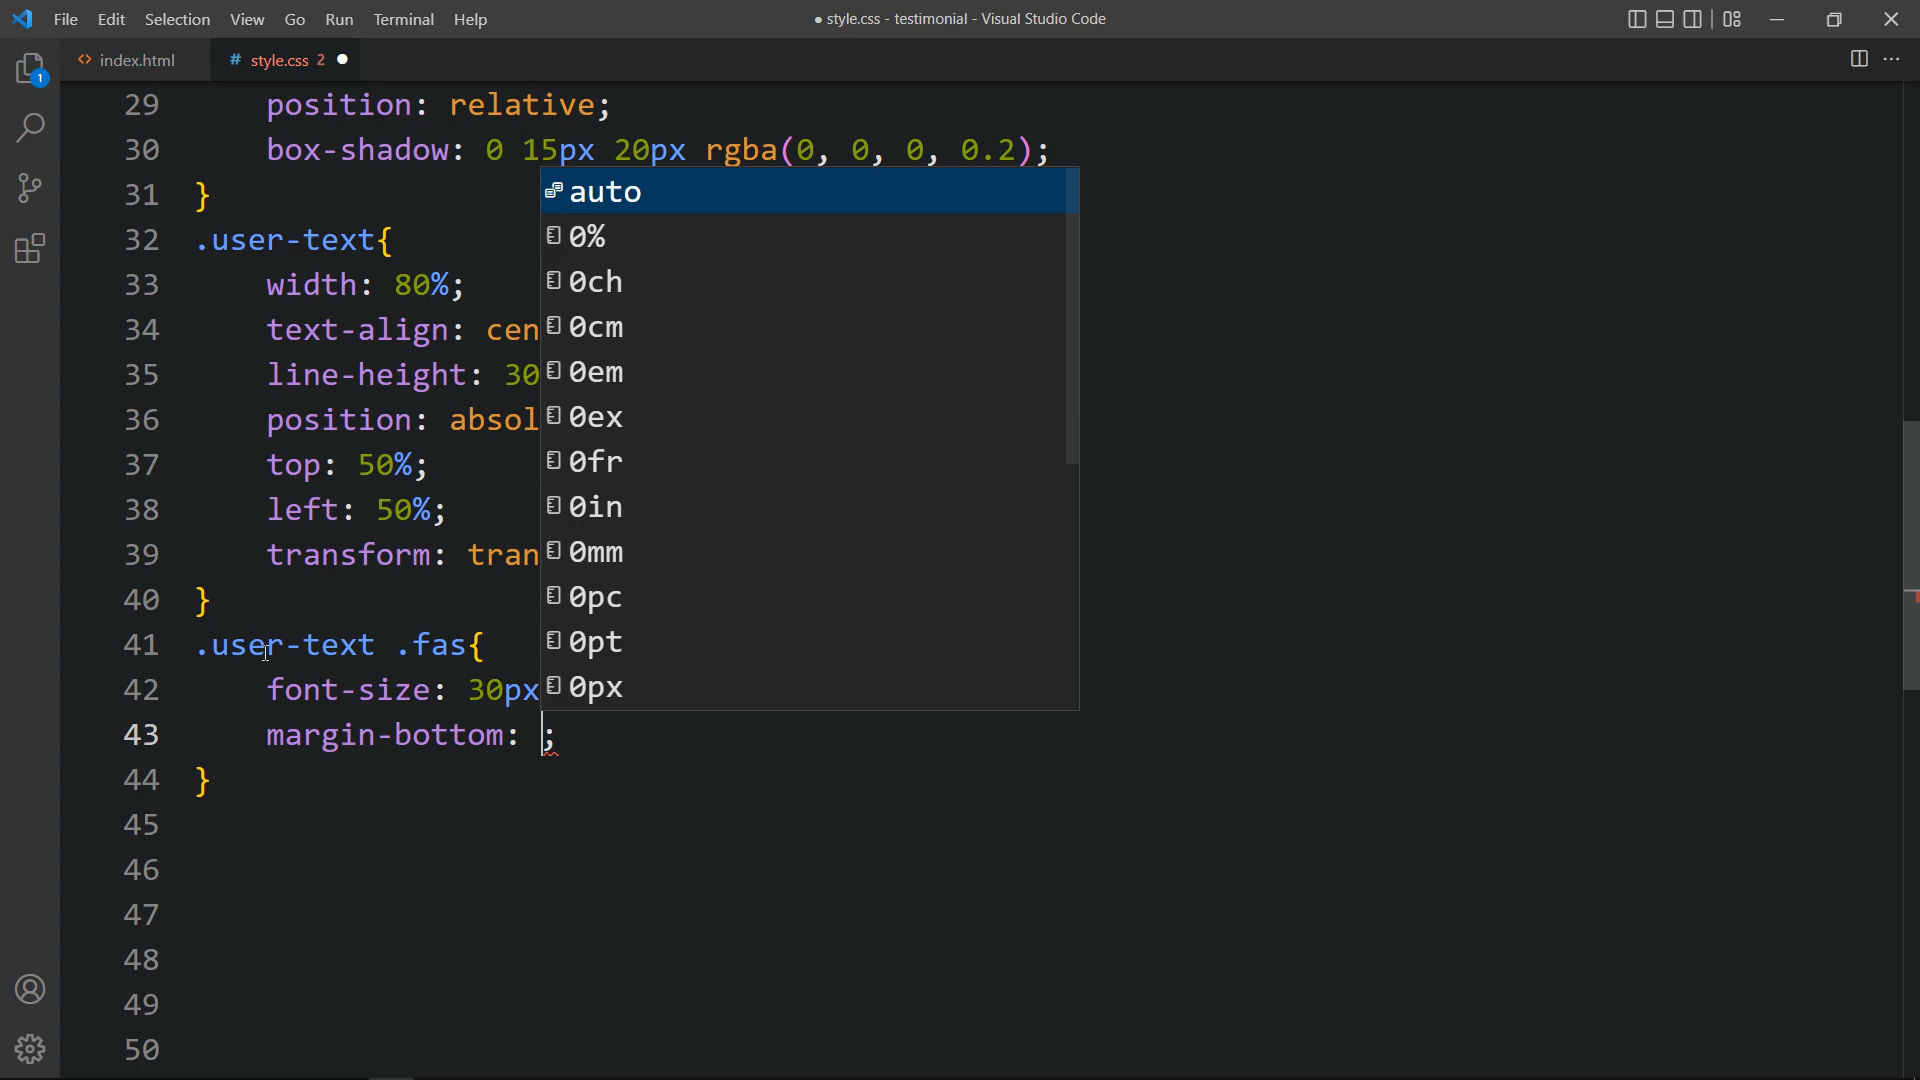 File Edit Selection View Go Run Terminal Help
● style.css - testimonial - Visual Studio Code
1
<> index.html
# style.css 2 ●
29 position: relative;
30 box-shadow: 0 15px 20px rgba(0, 0, 0, 0.2);
31 }
32 .user-text{
33 width: 80%;
34 text-align: cen
35 line-height: 30
36 position: absol
37 top: 50%;
38 left: 50%;
39 transform: tran
40 }
41 .user-text .fas{
42 font-size: 30px
43 margin-bottom: ;
44 }
45
46
47
48
49
50
auto
0%
0ch
0cm
0em
0ex
0fr
0in
0mm
0pc
0pt
0px